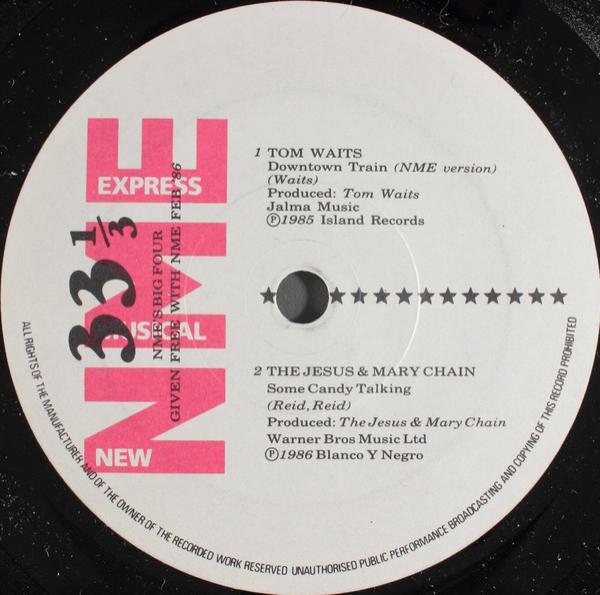 NME
NEW
MUSICAL
EXPRESS
33 1/3
NME'S BIG FOUR
GIVEN FREE WITH NME FEB '86
1 TOM WAITS
Downtown Train (NME version)
(Waits)
Produced: Tom Waits
Jalma Music
Ⓟ1985 Island Records
2 THE JESUS & MARY CHAIN
Some Candy Talking
(Reid, Reid)
Produced: The Jesus & Mary Chain
Warner Bros Music Ltd
Ⓟ1986 Blanco Y Negro
ALL RIGHTS OF THE MANUFACTURER AND OF THE OWNER OF THE RECORDED WORK RESERVED UNAUTHORISED PUBLIC PERFORMANCE BROADCASTING AND COPYING OF THIS RECORD PROHIBITED